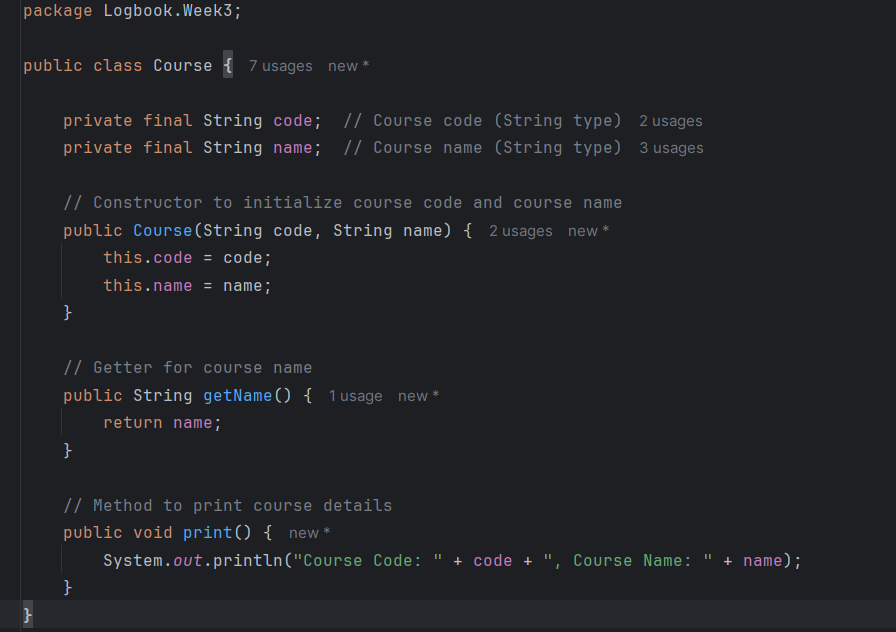 package Logbook.Week3;
public class Course { 7 usages new *
private final String code; // Course code (String type) 2 usages
private final String name; // Course name (String type) 3 usages
// Constructor to initialize course code and course name
public Course(String code, String name) { 2 usages new *
this.code = code;
this.name = name;
}
// Getter for course name
public String getName() { 1 usage new *
return name;
}
// Method to print course details
public void print() { new *
System.out.println("Course Code: " + code + ", Course Name: " + name);
}
}